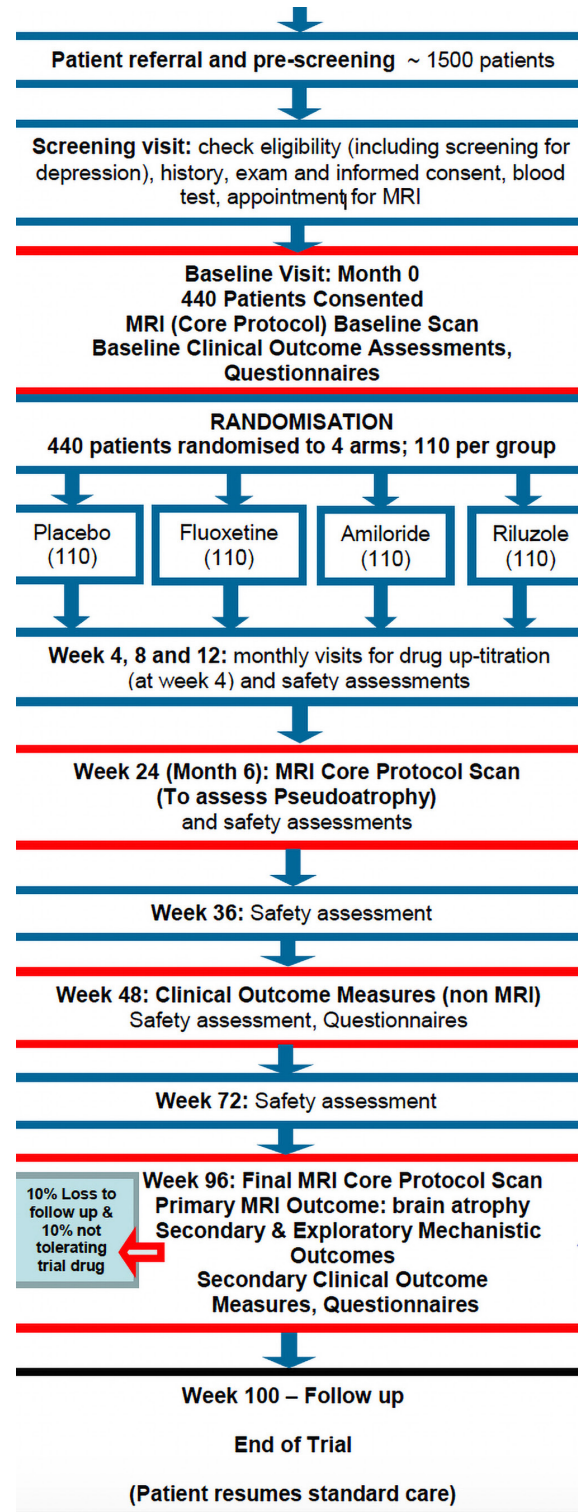 Patient referral and pre-screening ~ 1500 patients
Screening visit: check eligibility (including screening for
depression), history, exam and informed consent, blood
test, appointment for MRI
Baseline Visit: Month 0
440 Patients Consented
MRI (Core Protocol) Baseline Scan
Baseline Clinical Outcome Assessments,
Questionnaires
RANDOMISATION
440 patients randomised to 4 arms; 110 per group
Placebo
(110)
Fluoxetine
(110)
Amiloride
(110)
Riluzole
(110)
Week 4, 8 and 12: monthly visits for drug up-titration
(at week 4) and safety assessments
Week 24 (Month 6): MRI Core Protocol Scan
(To assess Pseudoatrophy)
and safety assessments
Week 36: Safety assessment
Week 48: Clinical Outcome Measures (non MRI)
Safety assessment, Questionnaires
Week 72: Safety assessment
10% Loss to
follow up &
10% not
tolerating
trial drug
Week 96: Final MRI Core Protocol Scan
Primary MRI Outcome: brain atrophy
Secondary & Exploratory Mechanistic
Outcomes
Secondary Clinical Outcome
Measures, Questionnaires
Week 100 – Follow up
End of Trial
(Patient resumes standard care)